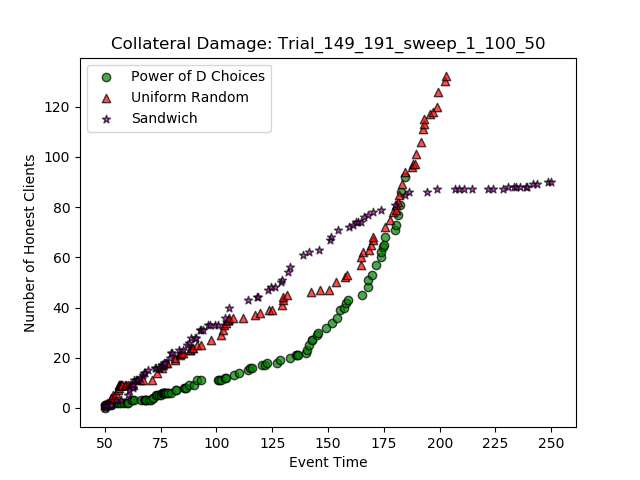 Collateral Damage: Trial_149_191_sweep_1_100_50
Power of D Choices
Uniform Random
Sandwich
Number of Honest Clients
120
100
80
60
40
20
0
50
75
100
125
150
175
200
225
250
Event Time